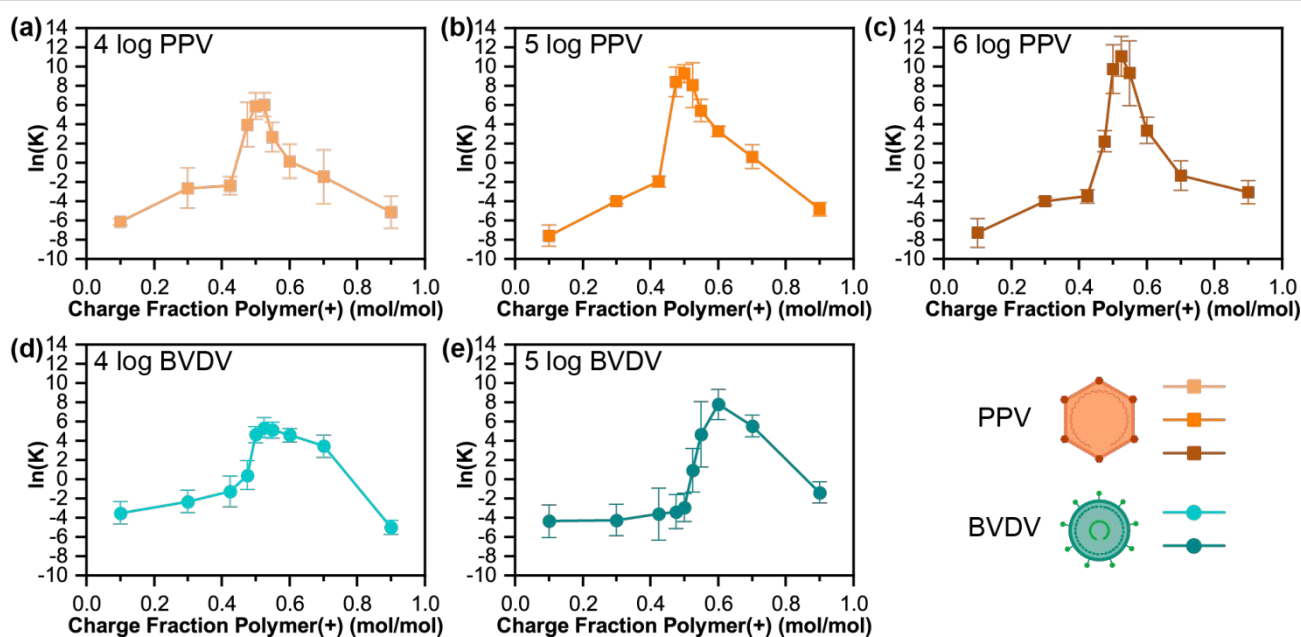 (a) 4 log PPV
14
12
10
8
6
4
2
0
-2
-4
-6
-8
-10
ln(K)
0.0 0.2 0.4 0.6 0.8 1.0
Charge Fraction Polymer(+) (mol/mol)
(b) 5 log PPV
14
12
10
8
6
4
2
0
-2
-4
-6
-8
-10
ln(K)
0.0 0.2 0.4 0.6 0.8 1.0
Charge Fraction Polymer(+) (mol/mol)
(c) 6 log PPV
14
12
10
8
6
4
2
0
-2
-4
-6
-8
-10
ln(K)
0.0 0.2 0.4 0.6 0.8 1.0
Charge Fraction Polymer(+) (mol/mol)
(d) 4 log BVDV
14
12
10
8
6
4
2
0
-2
-4
-6
-8
-10
ln(K)
0.0 0.2 0.4 0.6 0.8 1.0
Charge Fraction Polymer(+) (mol/mol)
(e) 5 log BVDV
14
12
10
8
6
4
2
0
-2
-4
-6
-8
-10
ln(K)
0.0 0.2 0.4 0.6 0.8 1.0
Charge Fraction Polymer(+) (mol/mol)
PPV
BVDV